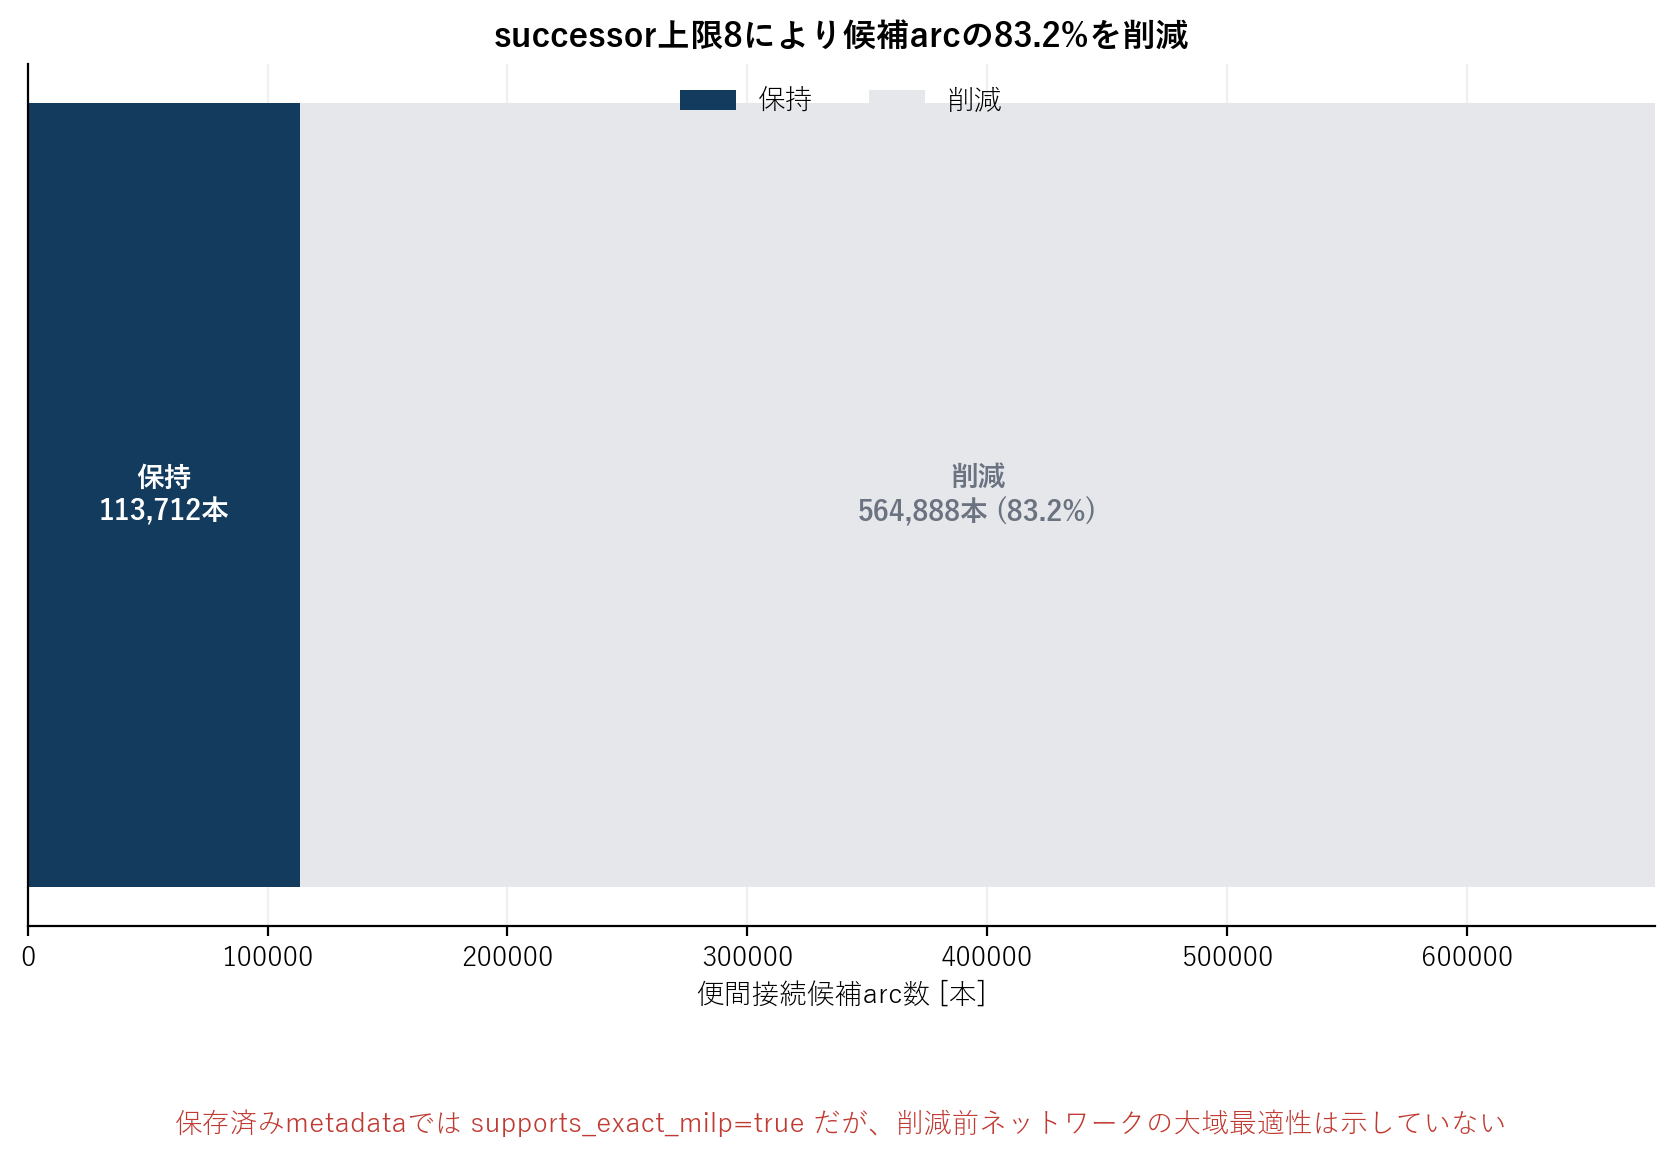 successor上限8により候補arcの83.2%を削減
保持 削減
保持
113,712本
削減
564,888本 (83.2%)
0 100000 200000 300000 400000 500000 600000
便間接続候補arc数 [本]
保存済みmetadataでは supports_exact_milp=true だが、削減前ネットワークの大域最適性は示していない